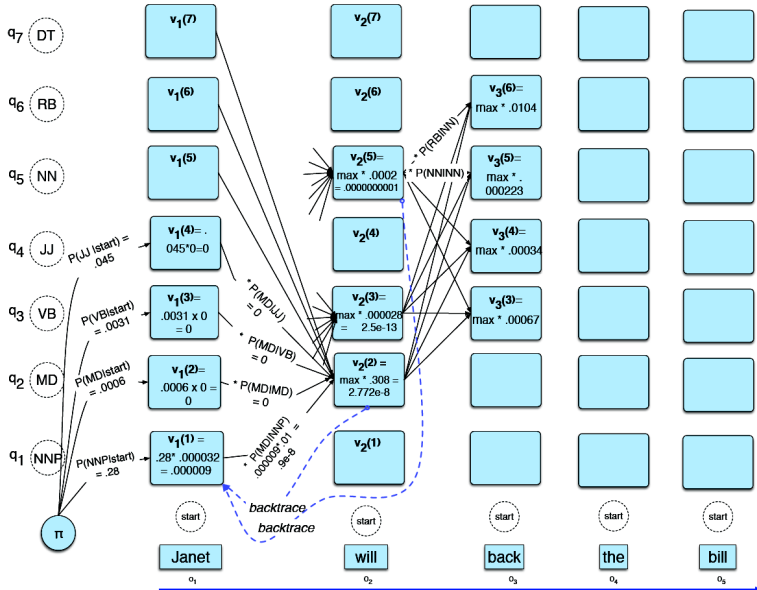 q7 DT
v1(7)
v2(7)
q6 RB
v1(6)
v2(6)
v3(6)=
max * .0104
* P(RB|NN)
q5 NN
v1(5)
v2(5)=
max * .0002
= .0000000001
* P(NN|NN)
v3(5)=
max * .
000223
q4 JJ
P(JJ |start) =
.045
v1(4)= .
045*0=0
v2(4)
v3(4)=
max * .00034
* P(MD|JJ)
= 0
q3 VB
P(VB|start)
= .0031
v1(3)=
.0031 x 0
= 0
* P(MD|VB)
= 0
v2(3)=
max * .000028
= 2.5e-13
v3(3)=
max * .00067
q2 MD
P(MD|start)
= .0006
v1(2)=
.0006 x 0 =
0
* P(MD|MD)
= 0
v2(2) =
max * .308 =
2.772e-8
q1 NNP
P(NNP|start)
= .28
v1(1) =
.28* .000032
= .000009
* P(MD|NNP)
.000009*.01 =
.9e-8
v2(1)
backtrace
backtrace
π
start
start
start
start
start
Janet
will
back
the
bill
o1
o2
o3
o4
o5